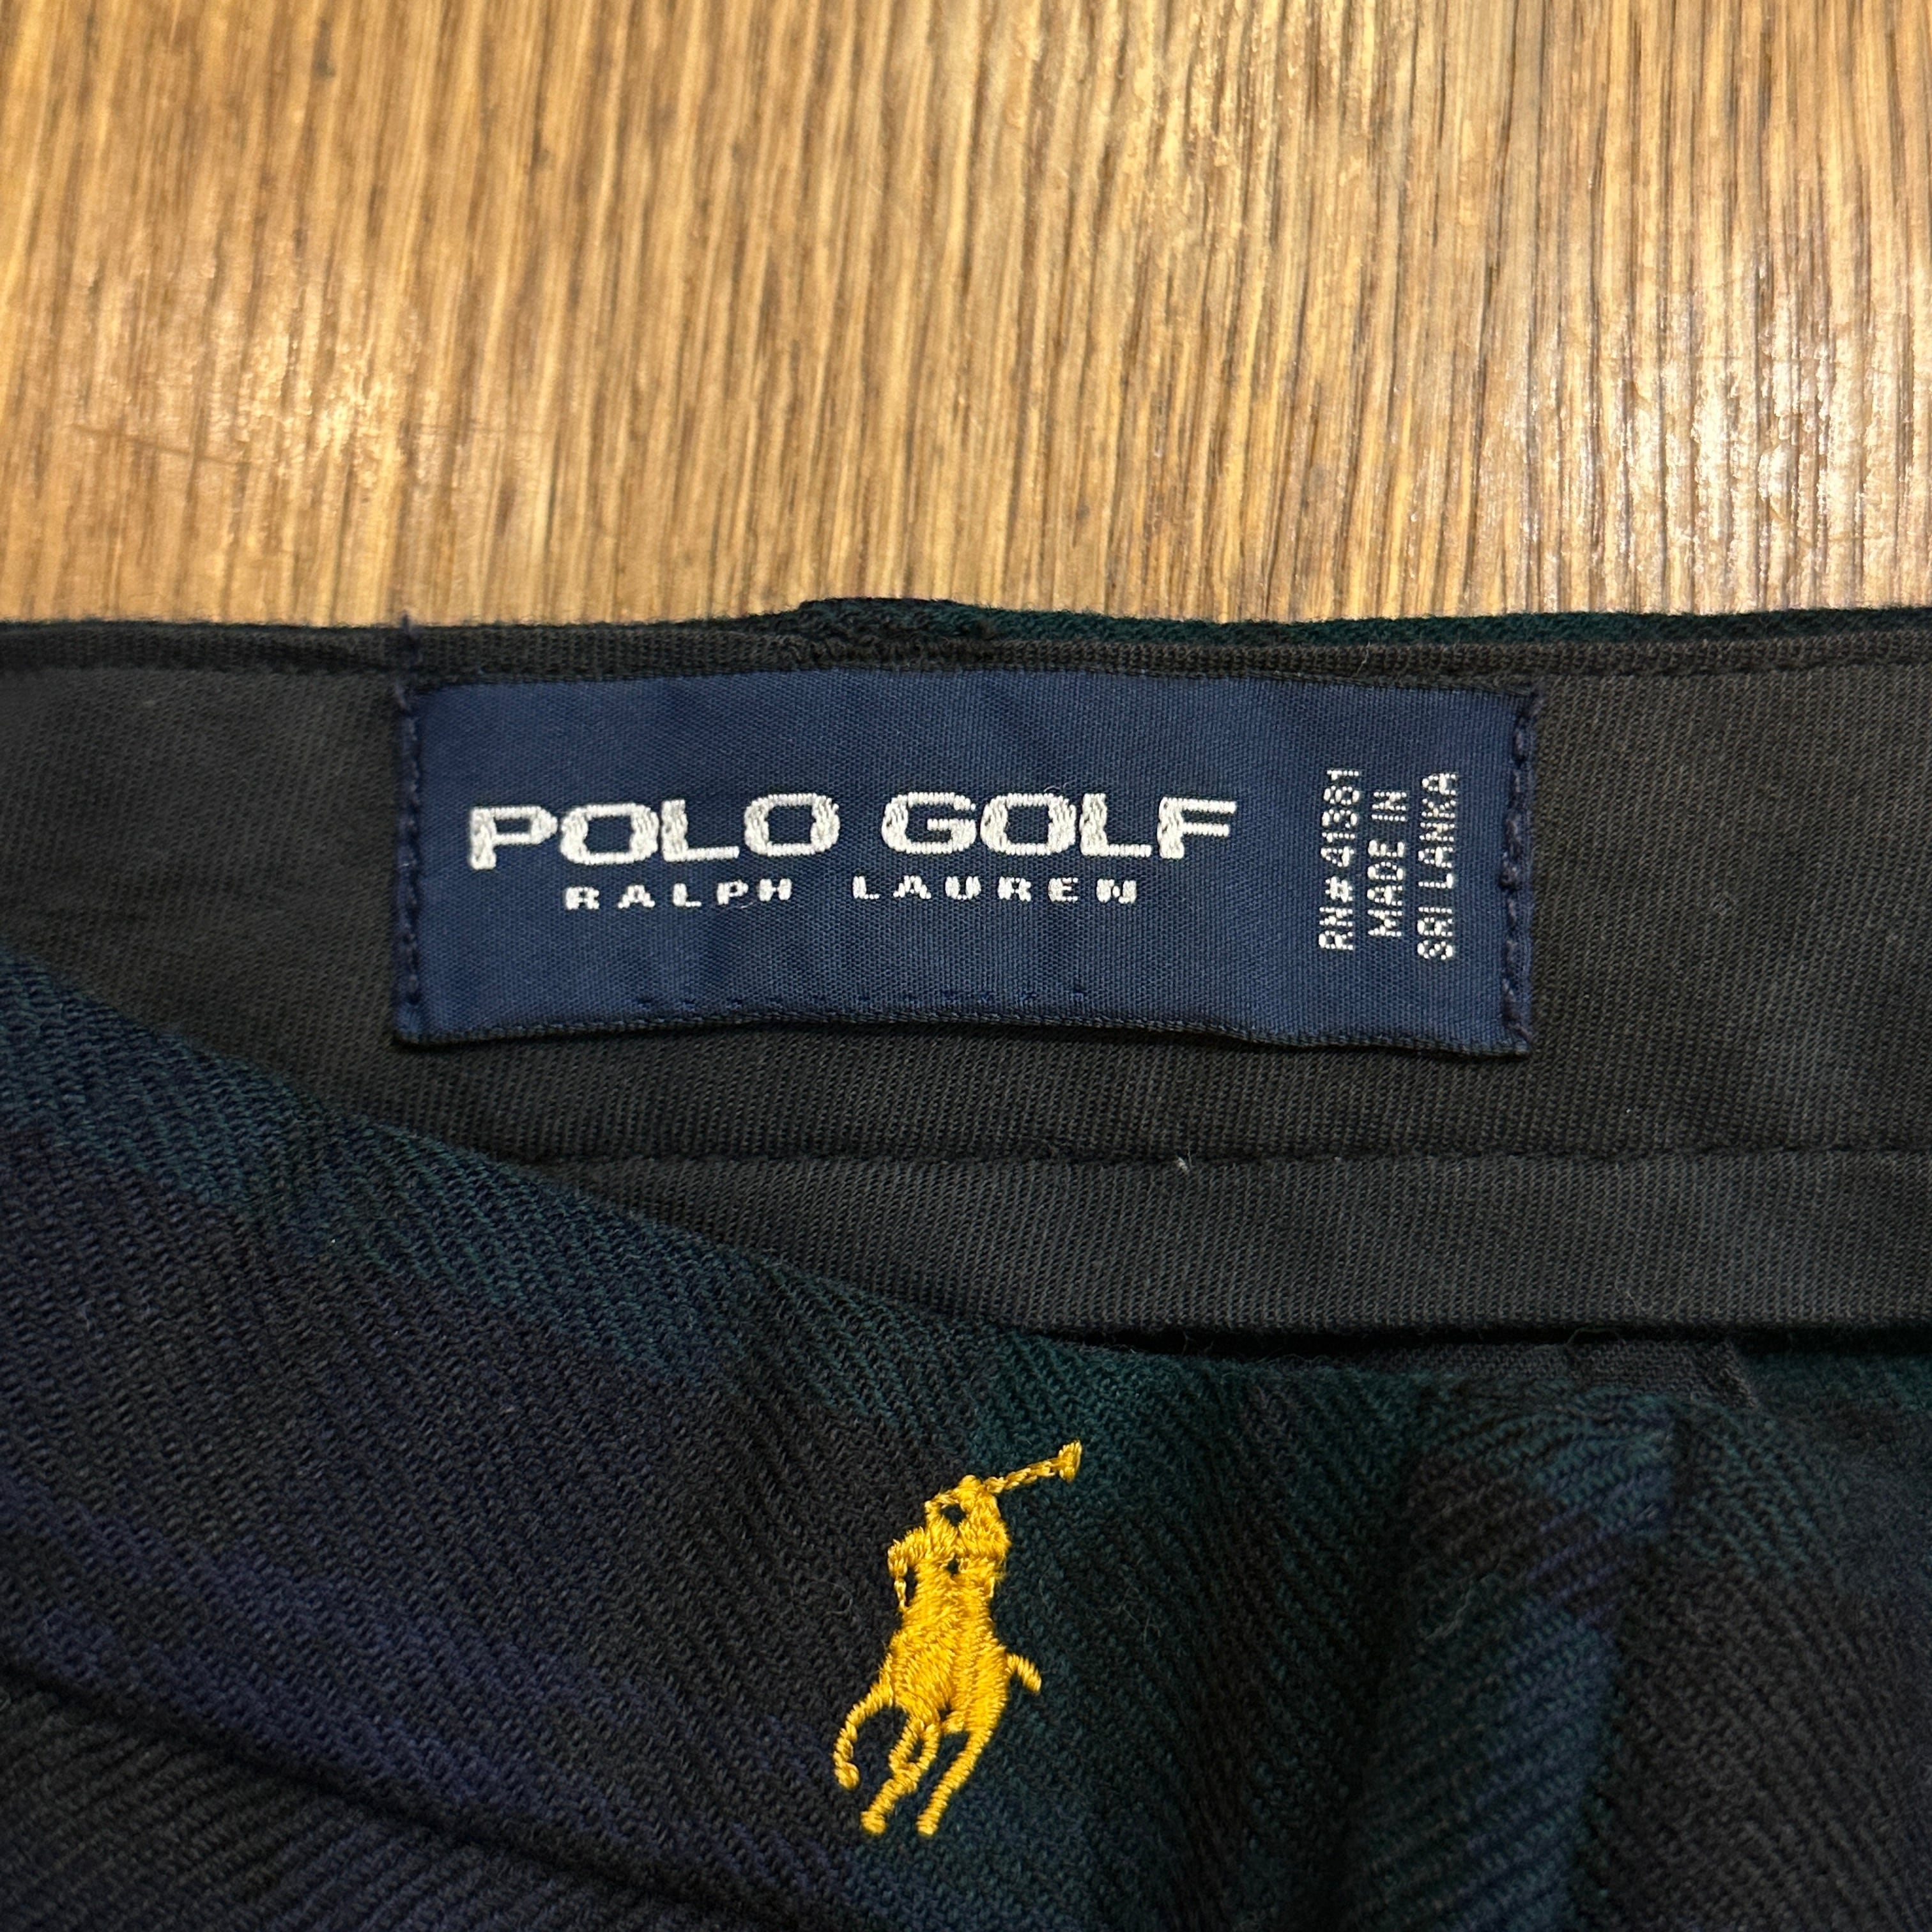 POLO GOLF
RALPH LAUREN
RN# 41381
MADE IN
SRI LANKA